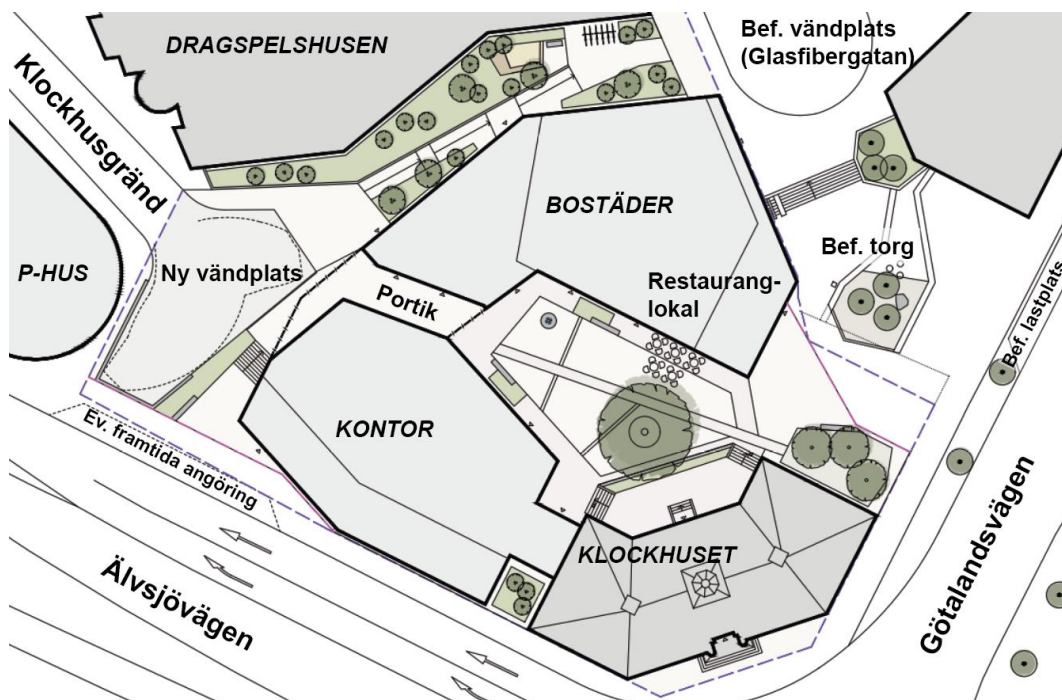 DRAGSPELSHUSEN
Bef. vändplats
(Glasfibergatan)
Klockhusgränd
BOSTÄDER
P-HUS
Ny vändplats
Bef. torg
Restaurang-
lokal
Portik
Bef. lastplats
KONTOR
Ev. framtida angöring
KLOCKHUSET
Älvsjövägen
Götalandsvägen